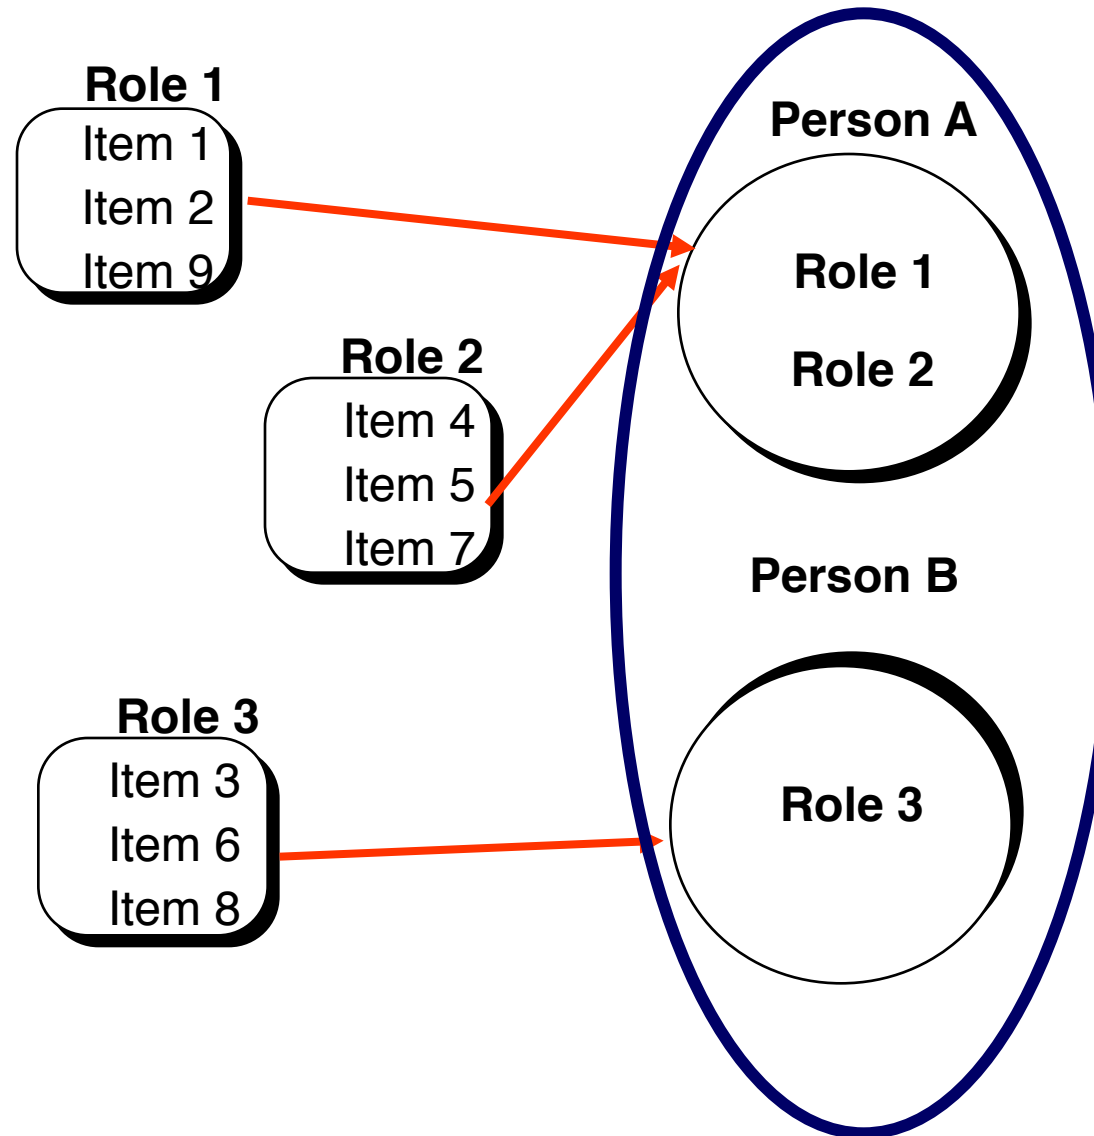 Role 1
Item 1
Item 2
Item 9
Role 2
Item 4
Item 5
Item 7
Role 3
Item 3
Item 6
Item 8
Person A
Role 1
Role 2
Person B
Role 3